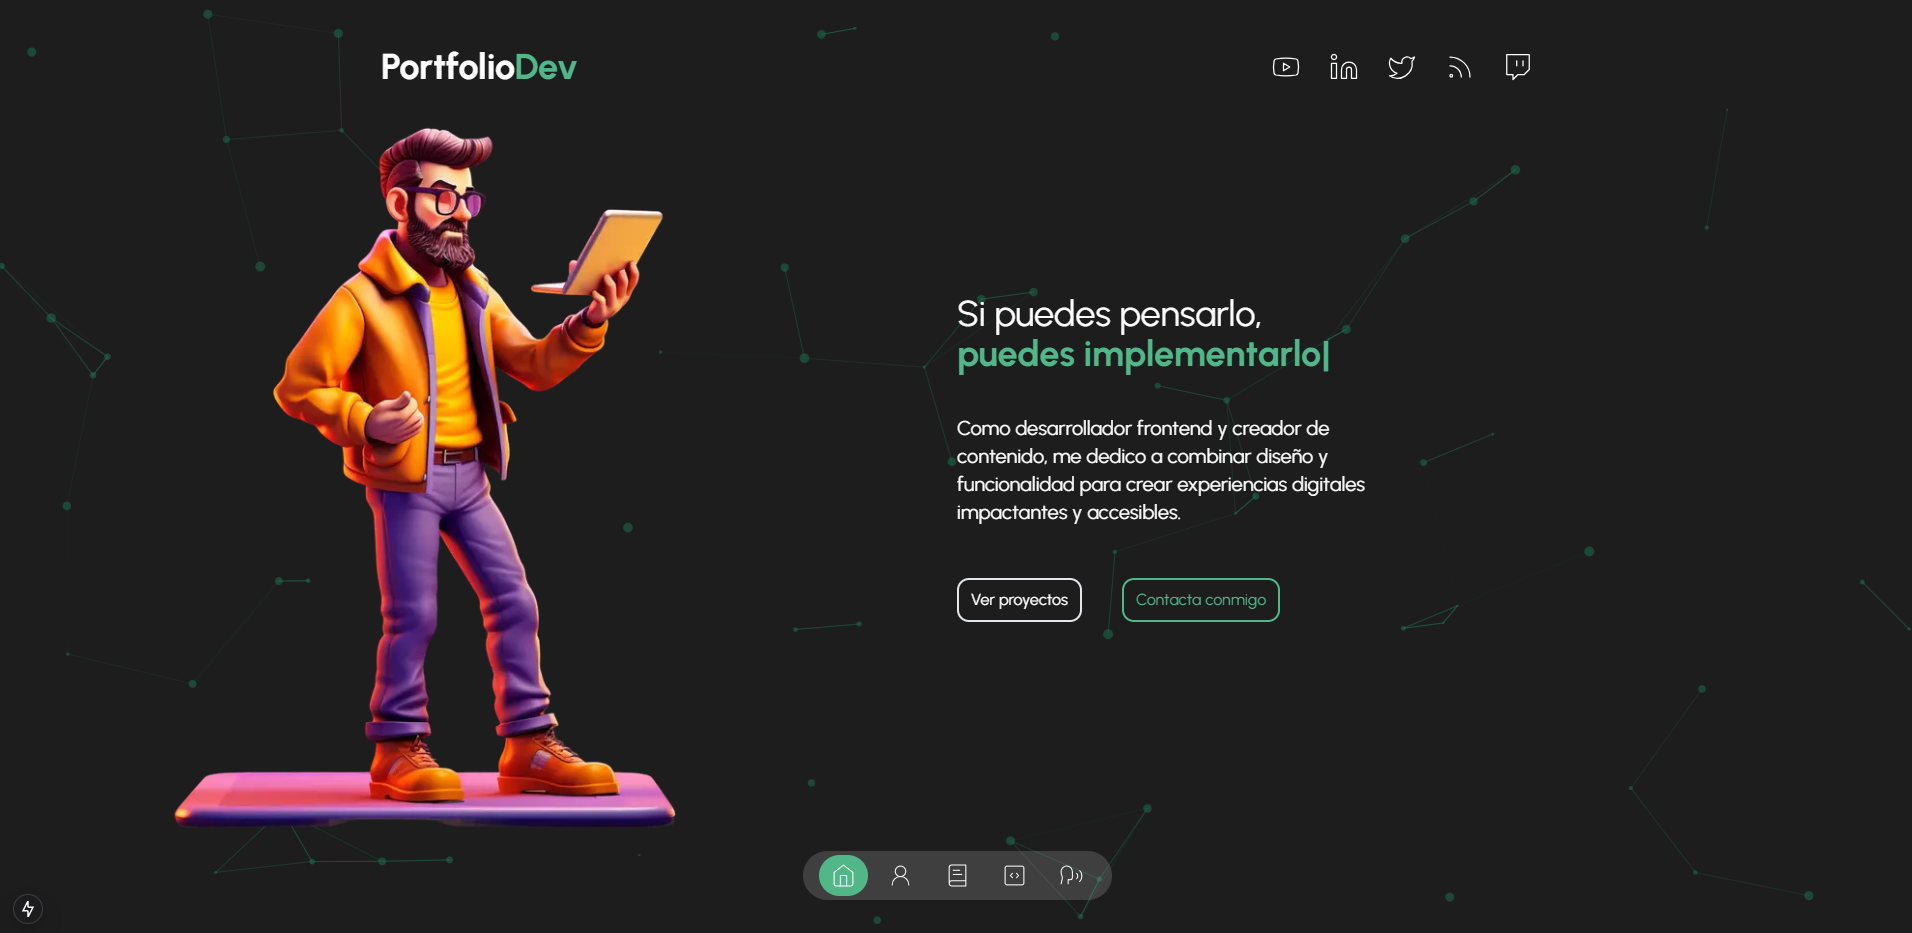 PortfolioDev
Si puedes pensarlo,
puedes implementarlo|
Como desarrollador frontend y creador de
contenido, me dedico a combinar diseño y
funcionalidad para crear experiencias digitales
impactantes y accesibles.
Ver proyectos
Contacta conmigo